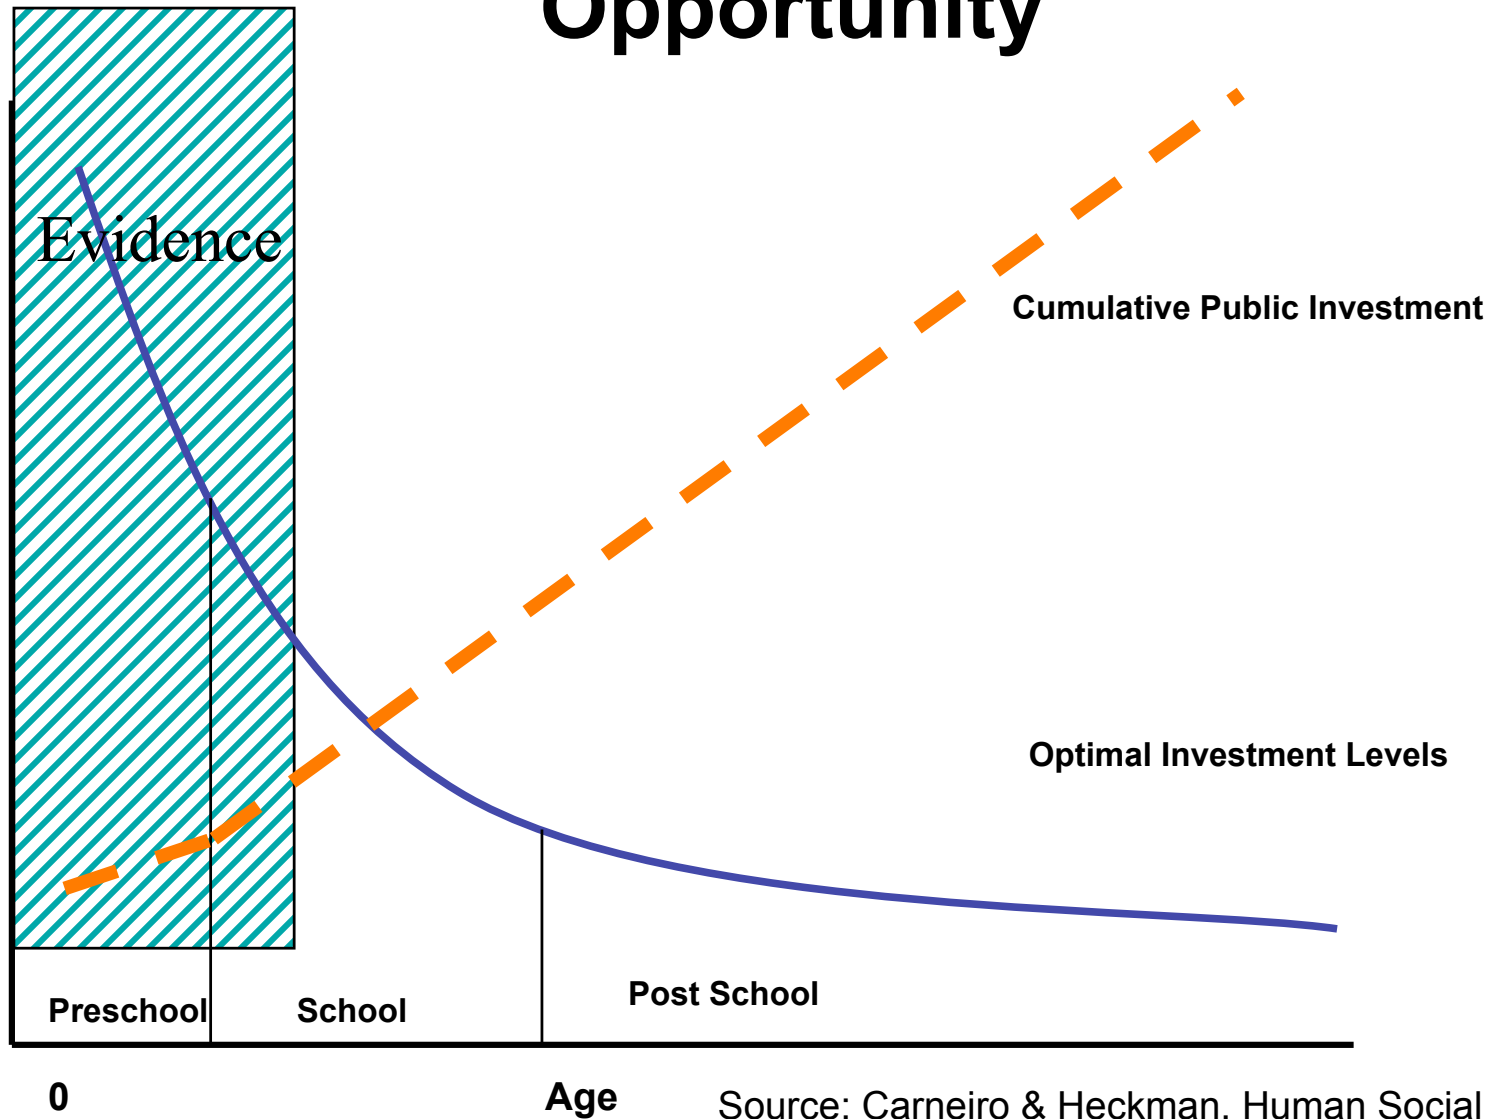 Opportunity
Evidence
Cumulative Public Investment
Optimal Investment Levels
Preschool
School
Post School
0
Age
Source: Carneiro & Heckman, Human Social